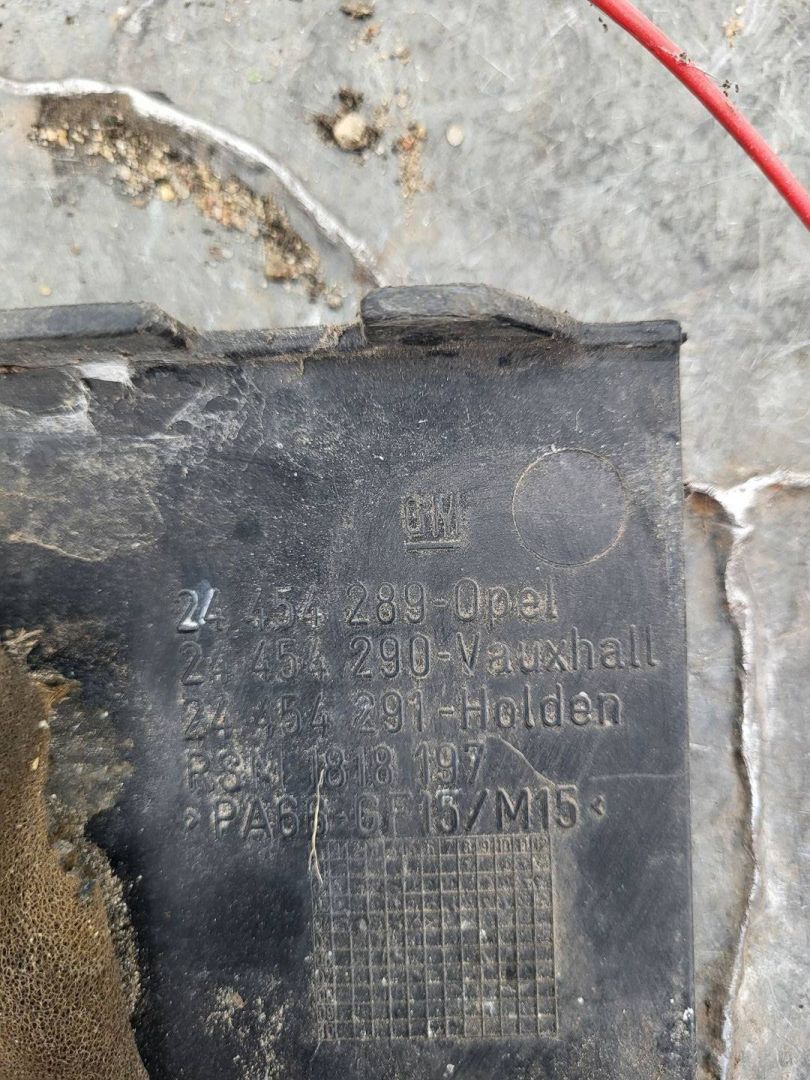 GM
24 454 289-Opel
24 454 290-Vauxhall
24 454 291-Holden
1818 197
>PA66-GF15/M15<